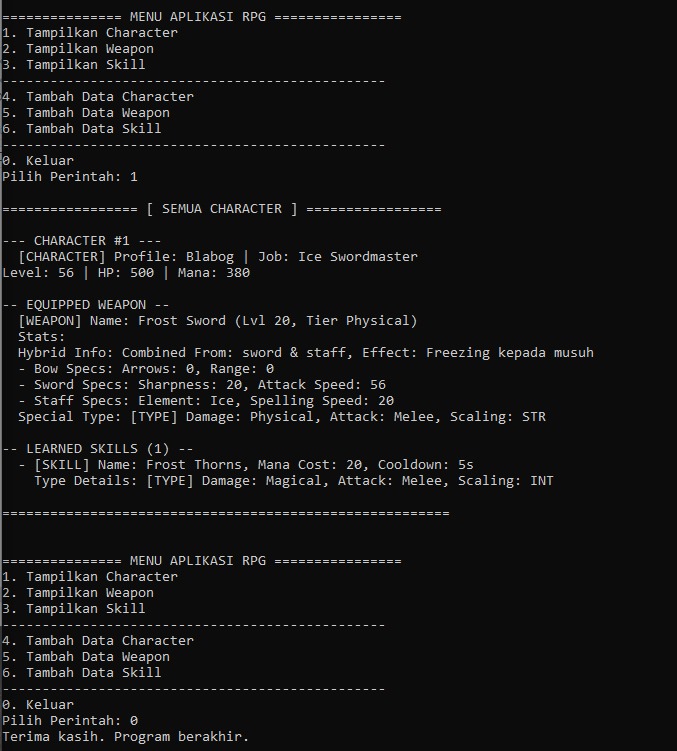 =============== MENU APLIKASI RPG ================
1. Tampilkan Character
2. Tampilkan Weapon
3. Tampilkan Skill
------------------------------------------------
4. Tambah Data Character
5. Tambah Data Weapon
6. Tambah Data Skill
------------------------------------------------
0. Keluar
Pilih Perintah: 1

================= [ SEMUA CHARACTER ] =================

--- CHARACTER #1 ---
  [CHARACTER] Profile: Blabog | Job: Ice Swordmaster
Level: 56 | HP: 500 | Mana: 380

-- EQUIPPED WEAPON --
  [WEAPON] Name: Frost Sword (Lvl 20, Tier Physical)
  Stats:
  Hybrid Info: Combined From: sword & staff, Effect: Freezing kepada musuh
  - Bow Specs: Arrows: 0, Range: 0
  - Sword Specs: Sharpness: 20, Attack Speed: 56
  - Staff Specs: Element: Ice, Spelling Speed: 20
  Special Type: [TYPE] Damage: Physical, Attack: Melee, Scaling: STR

-- LEARNED SKILLS (1) --
  - [SKILL] Name: Frost Thorns, Mana Cost: 20, Cooldown: 5s
    Type Details: [TYPE] Damage: Magical, Attack: Melee, Scaling: INT

========================================================

=============== MENU APLIKASI RPG ================
1. Tampilkan Character
2. Tampilkan Weapon
3. Tampilkan Skill
------------------------------------------------
4. Tambah Data Character
5. Tambah Data Weapon
6. Tambah Data Skill
------------------------------------------------
0. Keluar
Pilih Perintah: 0
Terima kasih. Program berakhir.